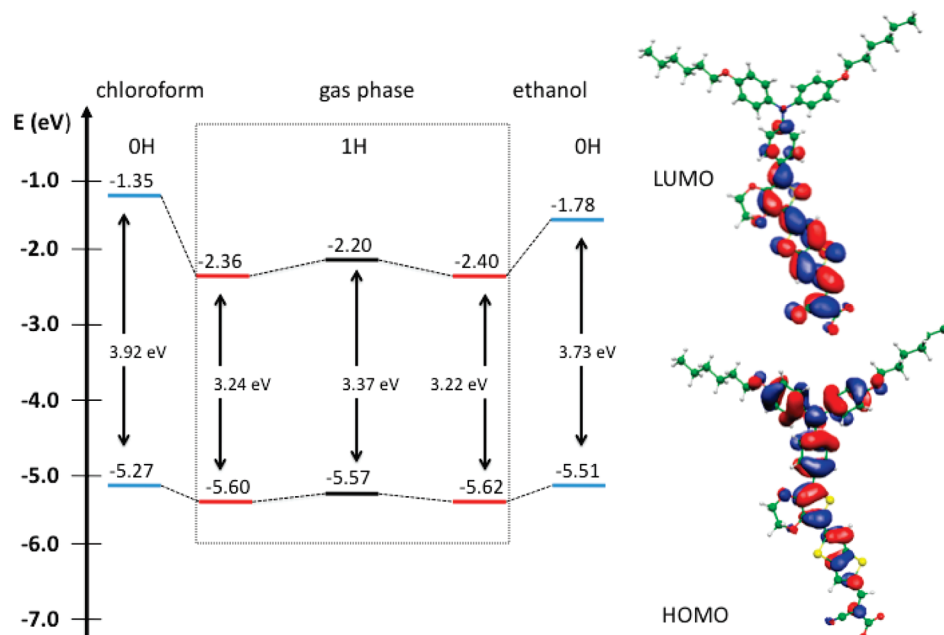 chloroform gas phase ethanol
E (eV)
0H 1H 0H
-1.0
-1.35
-1.78
-2.0
-2.36 -2.20 -2.40
-3.0
3.92 eV 3.24 eV 3.37 eV 3.22 eV 3.73 eV
-4.0
-5.0
-5.27 -5.60 -5.57 -5.62 -5.51
-6.0
-7.0
LUMO
HOMO